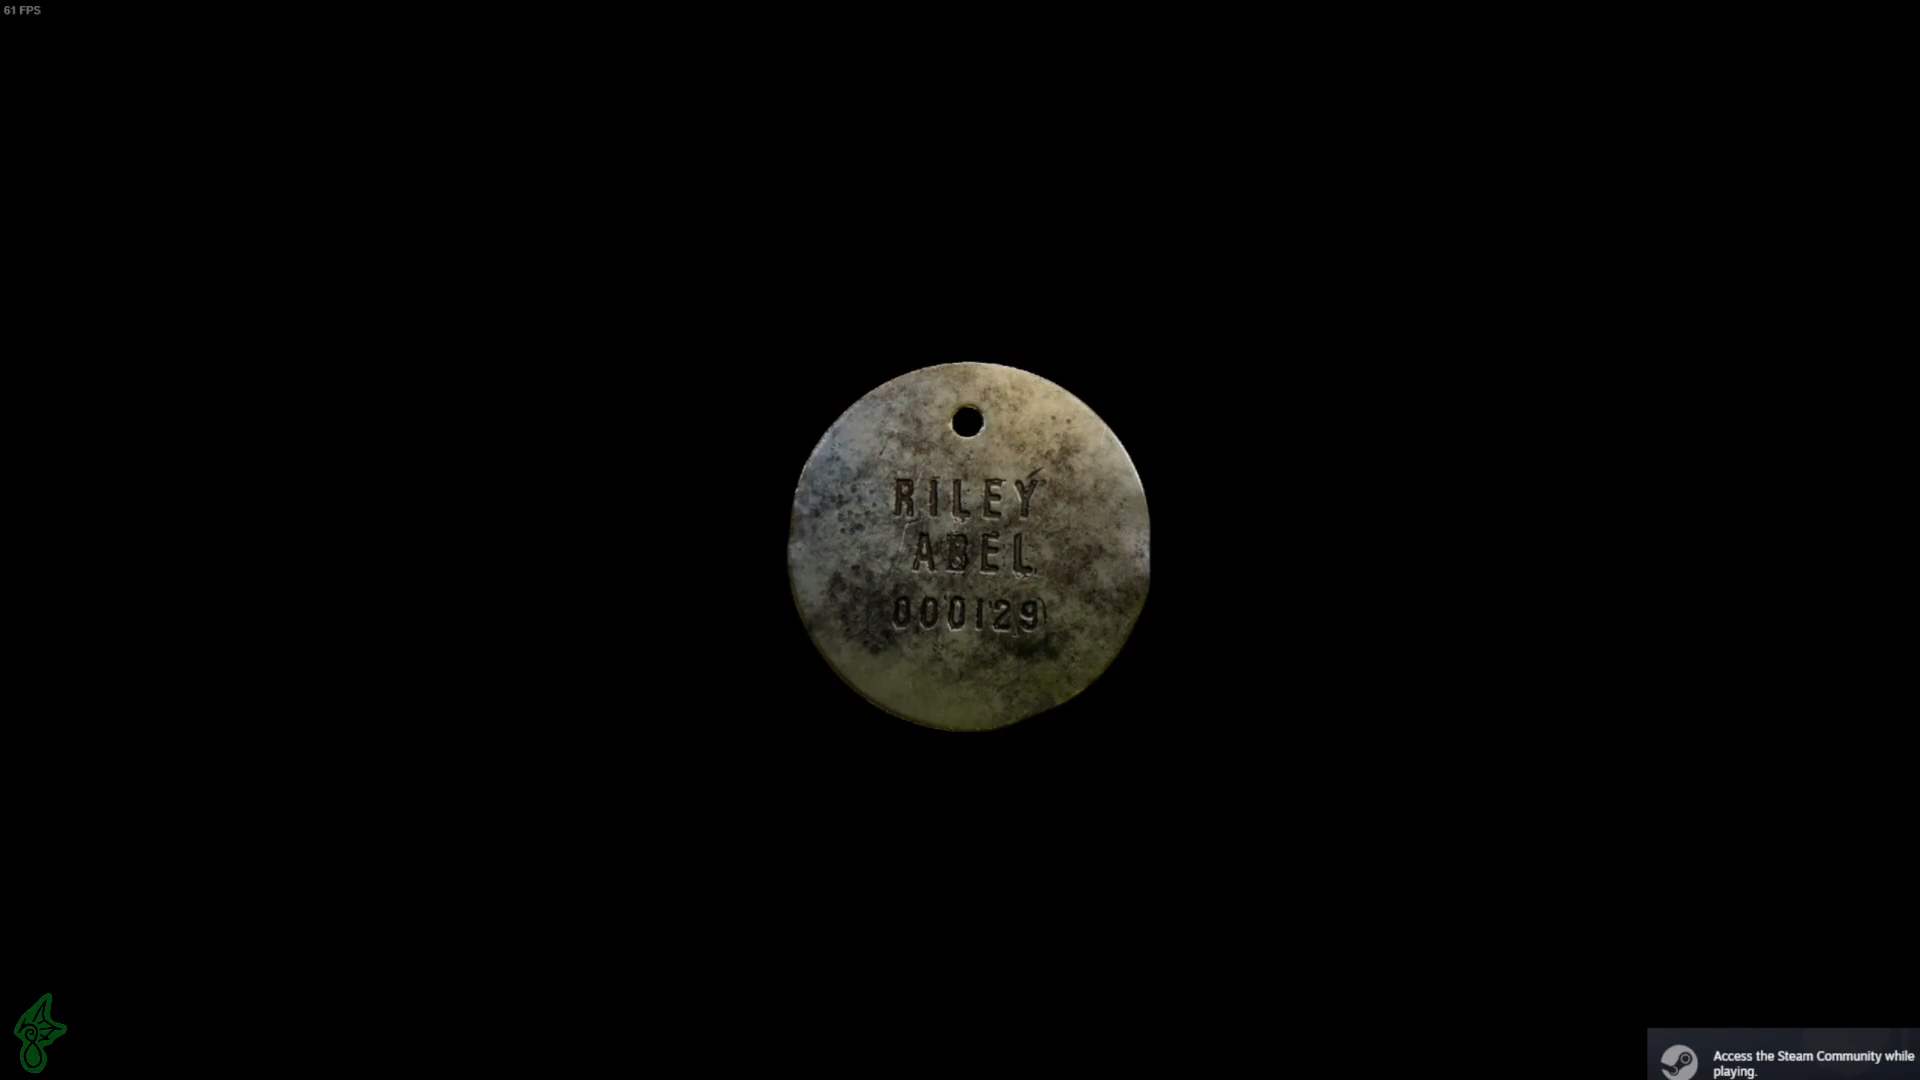 61 FPS
RILEY
ABEL
000129
Access the Steam Community while
playing.